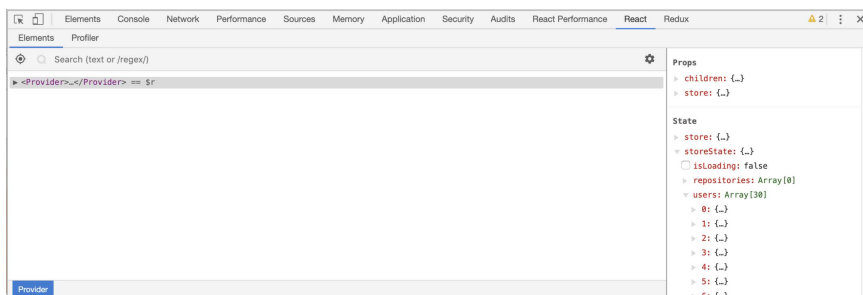 Elements Console Network Performance Sources Memory Application Security Audits React Performance React Redux 2
Elements Profiler
Search (text or /regex/)
▶ <Provider>…</Provider> == $r
Props
▶ children: {…}
▶ store: {…}
State
▶ store: {…}
▼ storeState: {…}
isLoading: false
▶ repositories: Array[0]
▼ users: Array[30]
▶ 0: {…}
▶ 1: {…}
▶ 2: {…}
▶ 3: {…}
▶ 4: {…}
▶ 5: {…}
Provider